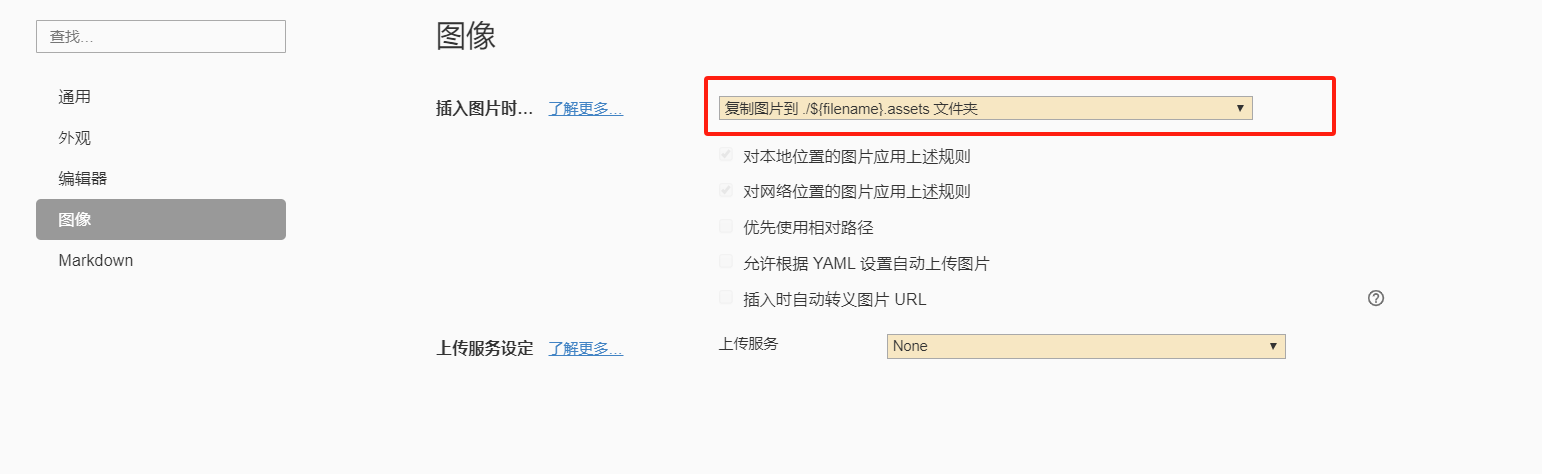 查找...
通用
外观
编辑器
图像
Markdown
图像
插入图片时... 了解更多...
复制图片到 ./${filename}.assets 文件夹 ▼
对本地位置的图片应用上述规则
对网络位置的图片应用上述规则
优先使用相对路径
允许根据 YAML 设置自动上传图片
插入时自动转义图片 URL ?
上传服务设定 了解更多...
上传服务 None ▼